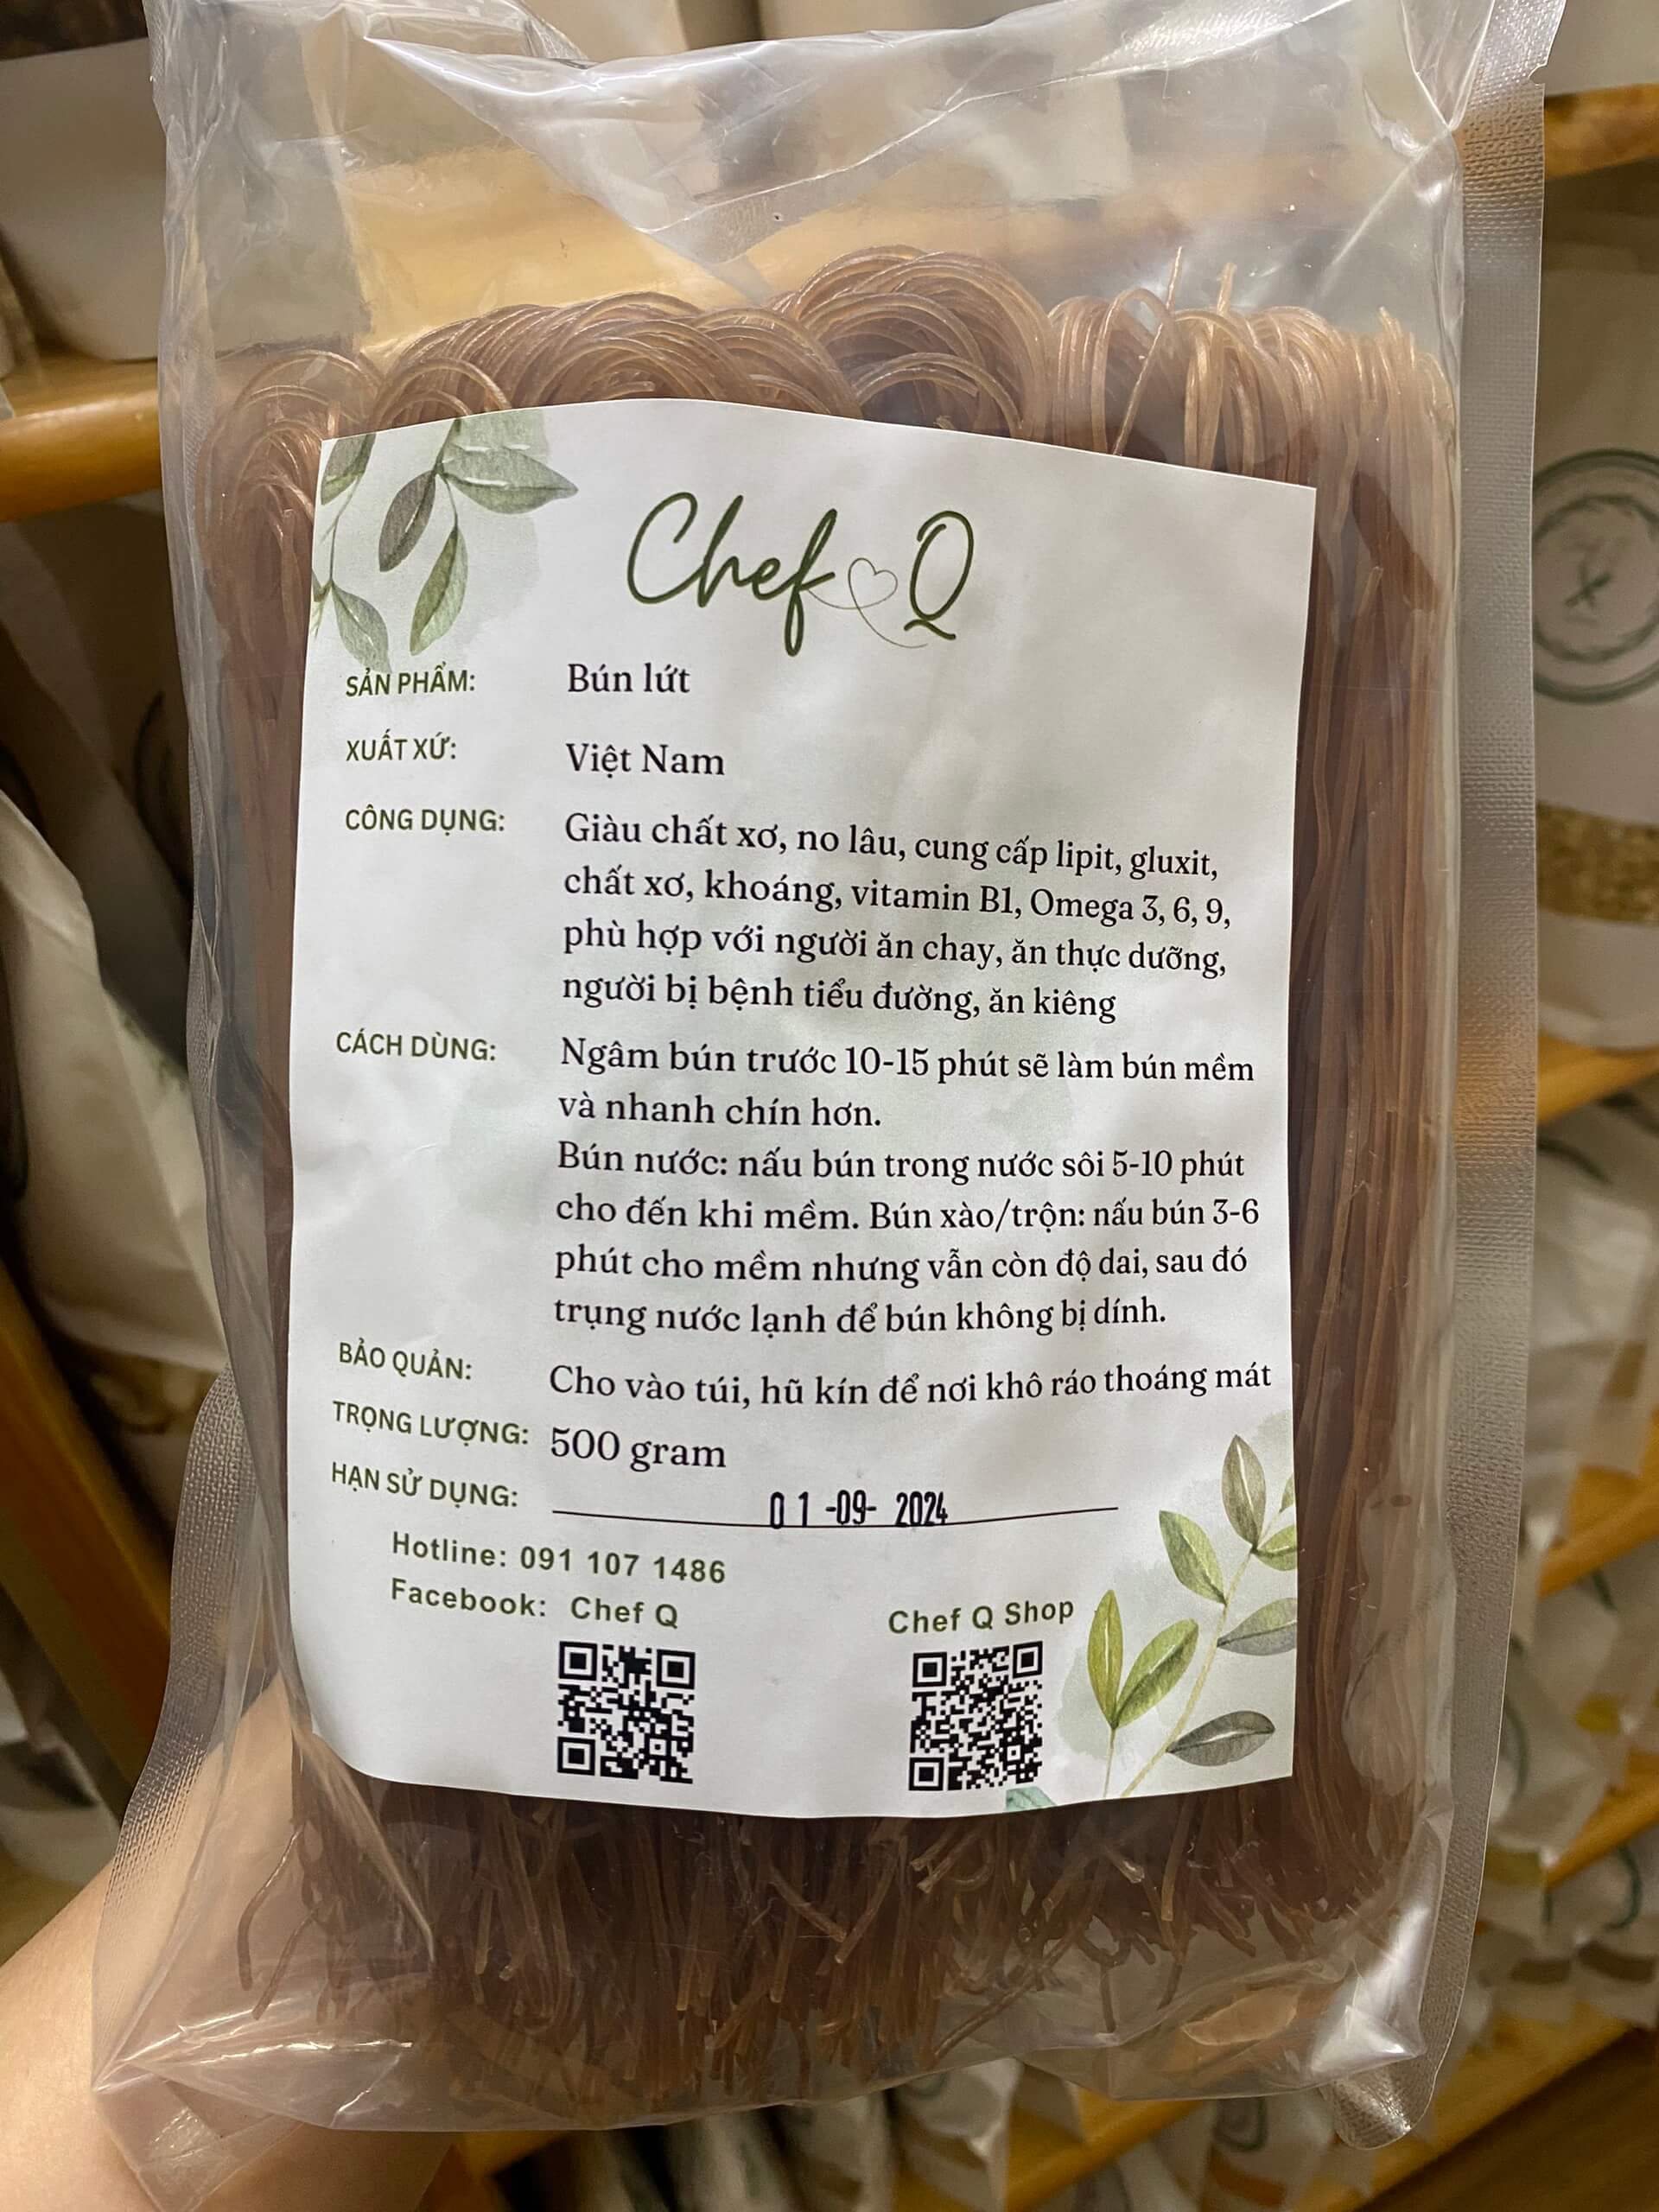 Chef Q
SẢN PHẨM: Bún lứt
XUẤT XỨ: Việt Nam
CÔNG DỤNG: Giàu chất xơ, no lâu, cung cấp lipit, gluxit,
chất xơ, khoáng, vitamin B1, Omega 3, 6, 9,
phù hợp với người ăn chay, ăn thực dưỡng,
người bị bệnh tiểu đường, ăn kiêng
CÁCH DÙNG: Ngâm bún trước 10-15 phút sẽ làm bún mềm
và nhanh chín hơn.
Bún nước: nấu bún trong nước sôi 5-10 phút
cho đến khi mềm. Bún xào/trộn: nấu bún 3-6
phút cho mềm nhưng vẫn còn độ dai, sau đó
trụng nước lạnh để bún không bị dính.
BẢO QUẢN: Cho vào túi, hũ kín để nơi khô ráo thoáng mát
TRỌNG LƯỢNG: 500 gram
HẠN SỬ DỤNG: 01-09-2024
Hotline: 091 107 1486
Facebook: Chef Q
Chef Q Shop